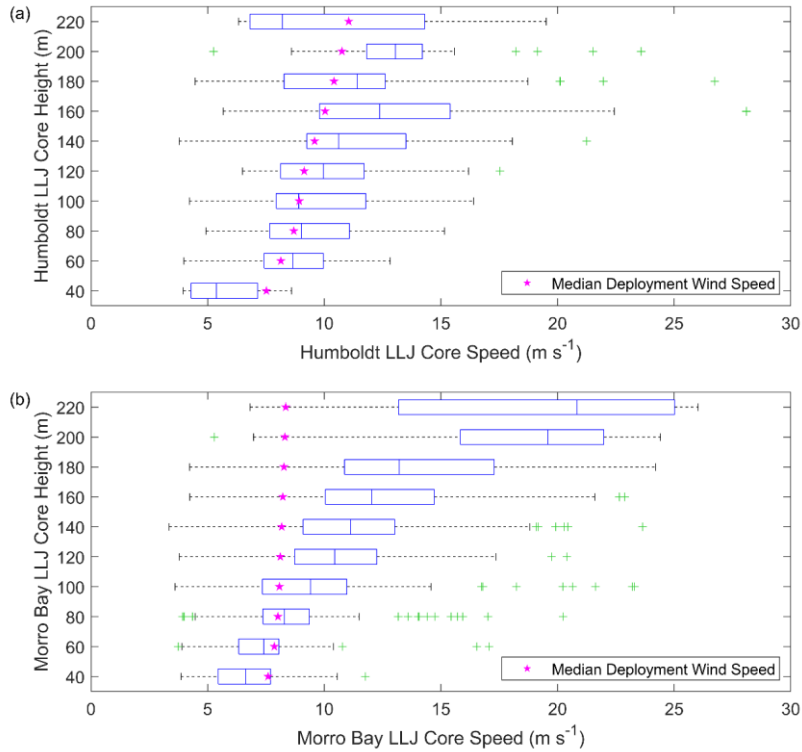 (a)
Humboldt LLJ Core Height (m)
220
200
180
160
140
120
100
80
60
40
★ Median Deployment Wind Speed
0 5 10 15 20 25 30
Humboldt LLJ Core Speed (m s⁻¹)
(b)
Morro Bay LLJ Core Height (m)
220
200
180
160
140
120
100
80
60
40
★ Median Deployment Wind Speed
0 5 10 15 20 25 30
Morro Bay LLJ Core Speed (m s⁻¹)